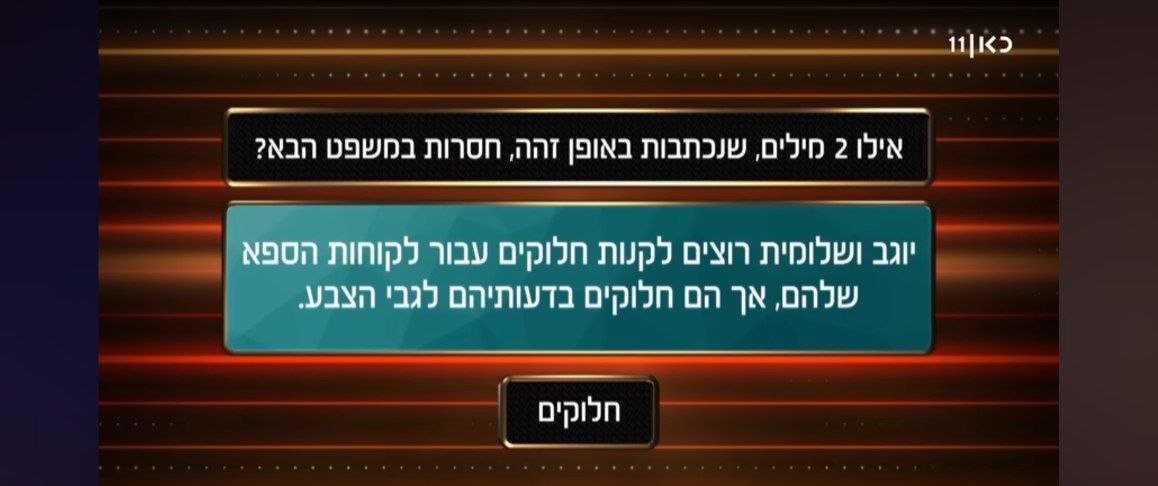 כאן|11
אילו 2 מילים, שנכתבות באופן זהה, חסרות במשפט הבא?
יוגב ושלומית רוצים לקנות חלוקים עבור לקוחות הספא
שלהם, אך הם חלוקים בדעותיהם לגבי הצבע.
חלוקים